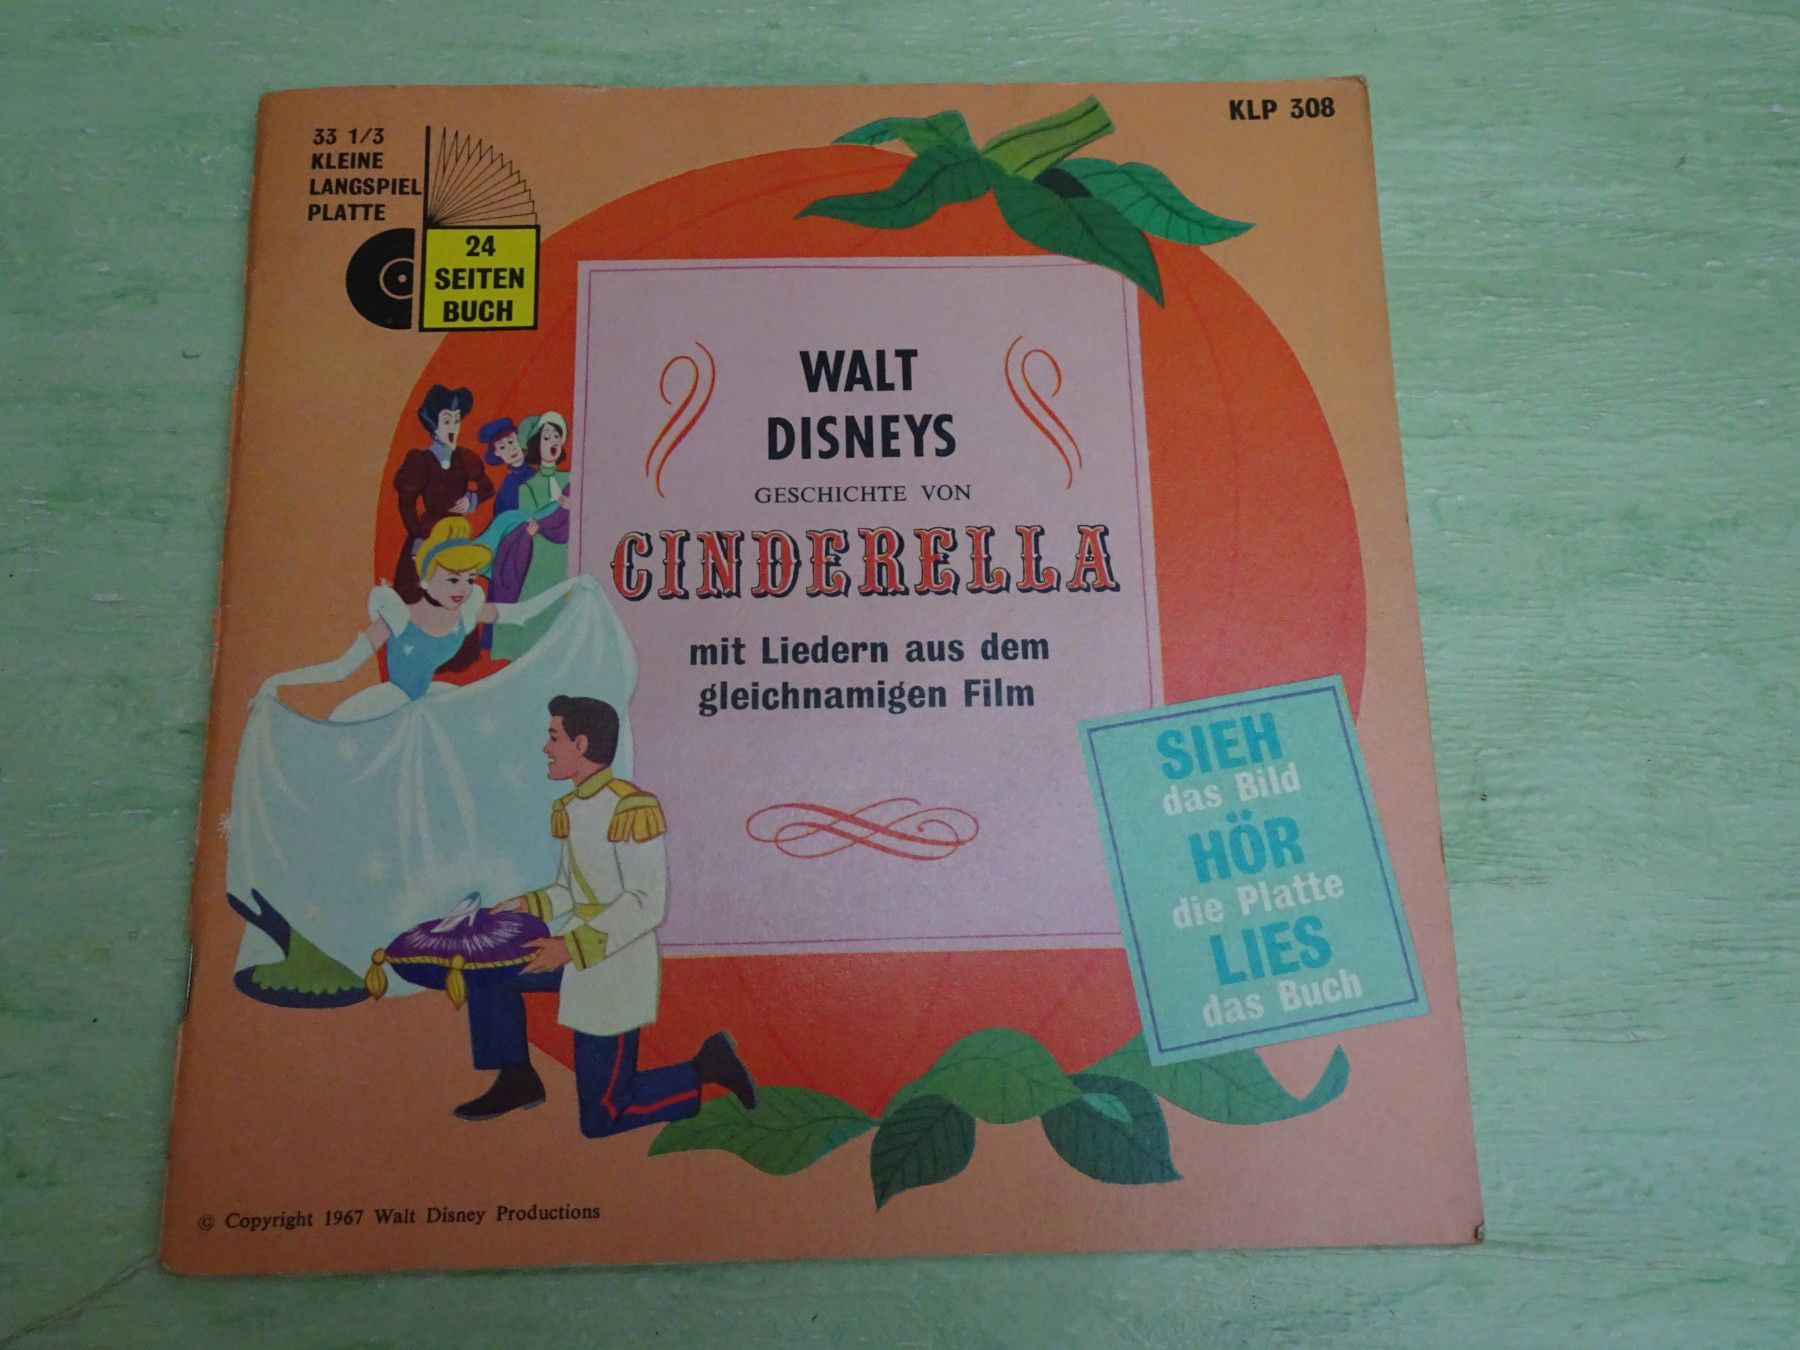 33 1/3
KLEINE
LANGSPIEL
PLATTE
24
SEITEN
BUCH
KLP 308
WALT
DISNEYS
GESCHICHTE VON
CINDERELLA
mit Liedern aus dem
gleichnamigen Film
SIEH
das Bild
HÖR
die Platte
LIES
das Buch
© Copyright 1967 Walt Disney Productions